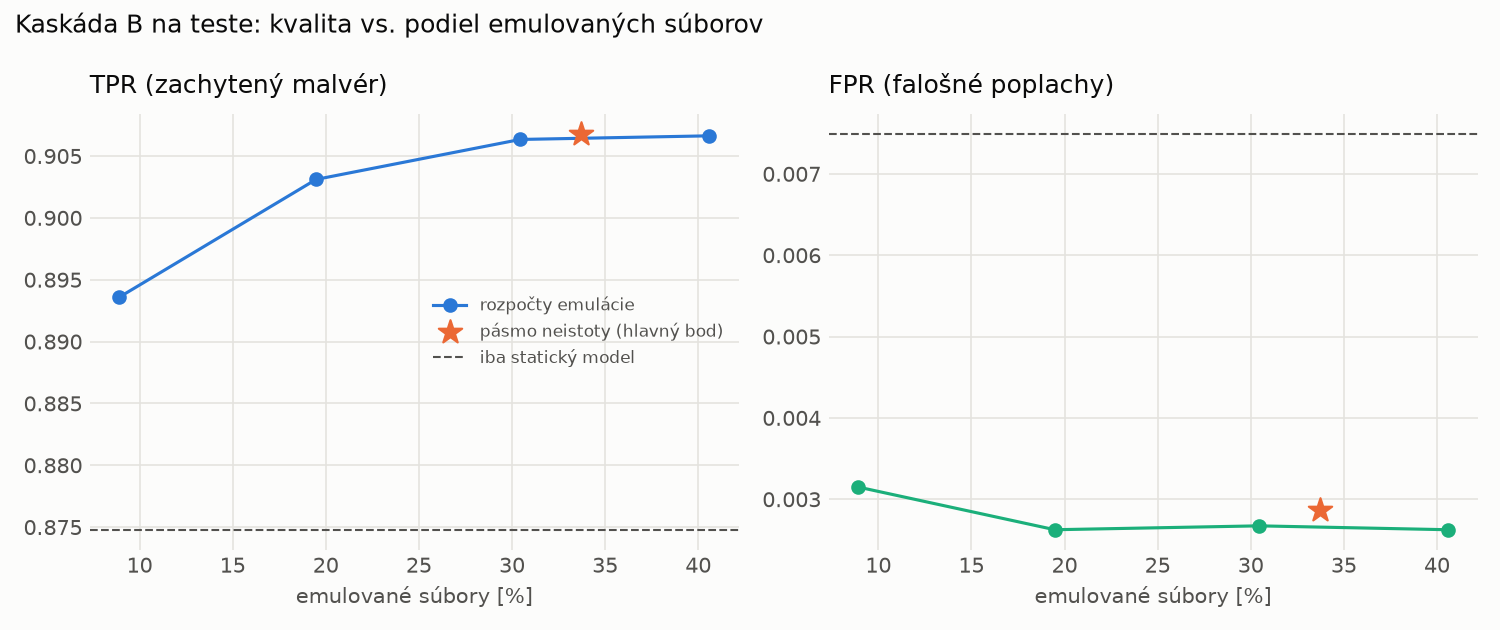 Kaskáda B na teste: kvalita vs. podiel emulovaných súborov
TPR (zachytený malvér)
0.905
0.900
0.895
0.890
0.885
0.880
0.875
rozpočty emulácie
pásmo neistoty (hlavný bod)
iba statický model
10 15 20 25 30 35 40
emulované súbory [%]
FPR (falošné poplachy)
0.007
0.006
0.005
0.004
0.003
10 15 20 25 30 35 40
emulované súbory [%]